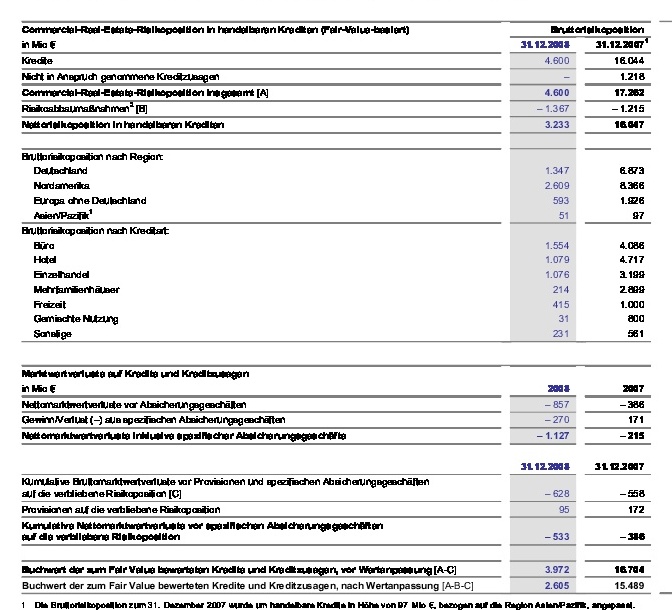 Commercial-Real-Estate-Risikoposition in handelbaren Krediten (Fair-Value-basiert) Bruttorisikoposition
in Mio € 31.12.2008 31.12.2007¹
Kredite 4.600 16.044
Nicht in Anspruch genommene Kreditzusagen – 1.218
Commercial-Real-Estate-Risikoposition insgesamt [A] 4.600 17.262
Risikoabbaumaßnahmen² [B] – 1.367 – 1.215
Nettorisikoposition in handelbaren Krediten 3.233 16.047
Bruttorisikoposition nach Region:
Deutschland 1.347 6.873
Nordamerika 2.609 8.366
Europa ohne Deutschland 593 1.926
Asien/Pazifik¹ 51 97
Bruttorisikoposition nach Kreditart:
Büro 1.554 4.086
Hotel 1.079 4.717
Einzelhandel 1.076 3.199
Mehrfamilienhäuser 214 2.899
Freizeit 415 1.000
Gemischte Nutzung 31 800
Sonstige 231 561
Marktwertverluste auf Kredite und Kreditzusagen
in Mio € 2008 2007
Nettomarktwertverluste vor Absicherungsgeschäften – 857 – 386
Gewinn/Verlust (–) aus spezifischen Absicherungsgeschäften – 270 171
Nettomarktwertverluste inklusive spezifischer Absicherungsgeschäfte – 1.127 – 215
31.12.2008 31.12.2007
Kumulative Bruttomarktwertverluste vor Provisionen und spezifischen Absicherungsgeschäften
auf die verbliebene Risikoposition [C] – 628 – 558
Provisionen auf die verbliebene Risikoposition 95 172
Kumulative Nettomarktwertverluste vor spezifischen Absicherungsgeschäften
auf die verbliebene Risikoposition – 533 – 386
Buchwert der zum Fair Value bewerteten Kredite und Kreditzusagen, vor Wertanpassung [A-C] 3.972 16.704
Buchwert der zum Fair Value bewerteten Kredite und Kreditzusagen, nach Wertanpassung [A-B-C] 2.605 15.489
1 Die Bruttorisikoposition zum 31. Dezember 2007 wurde um handelbare Kredite in Höhe von 97 Mio €, bezogen auf die Region Asien/Pazifik, angepasst.